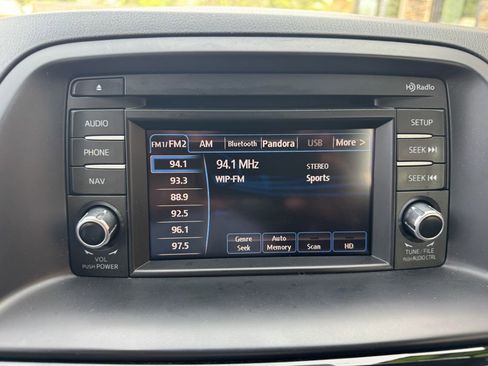 HD Radio
AUDIO
PHONE
NAV
VOL
PUSH POWER
FM1/FM2 AM Bluetooth Pandora USB More >
94.1
93.3
88.9
92.5
96.1
97.5
94.1 MHz STEREO
WIP-FM Sports
Genre Seek
Auto Memory
Scan
HD
SETUP
SEEK
SEEK
TUNE/FILE
PUSH AUDIO CTRL